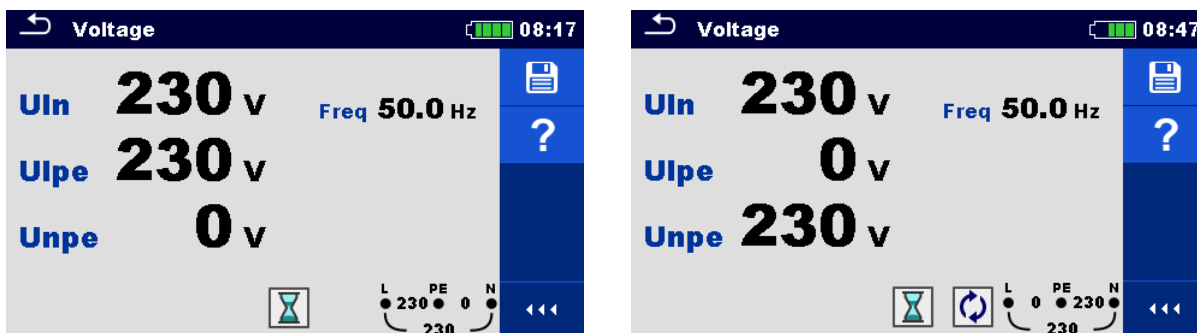 Voltage 08:17
Uln 230 V Freq 50.0 Hz
Ulpe 230 V
Unpe 0 V
L PE N
230 0
230
Voltage 08:47
Uln 230 V Freq 50.0 Hz
Ulpe 0 V
Unpe 230 V
L PE N
0 230
230
?
?